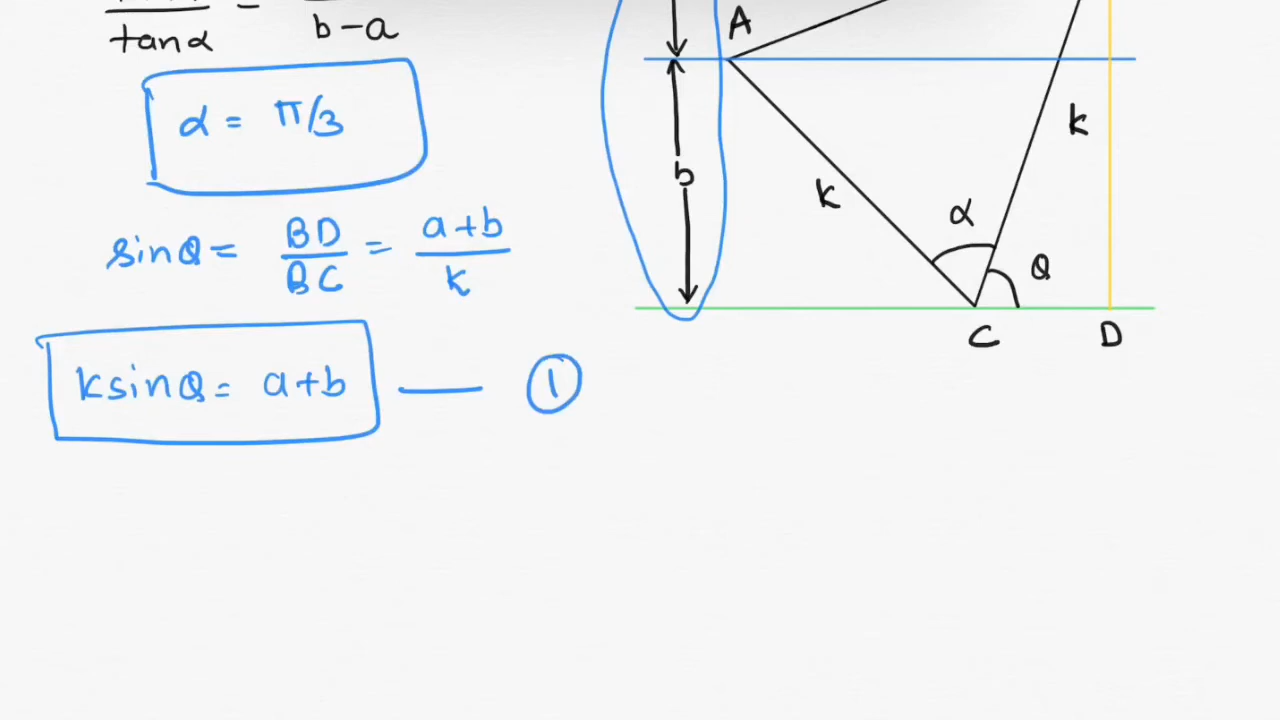 tanα = b-a
α = π/3
sinθ = BD/BC = a+b/k
ksinθ = a+b — ①
A
b
k
k
α
θ
C
D